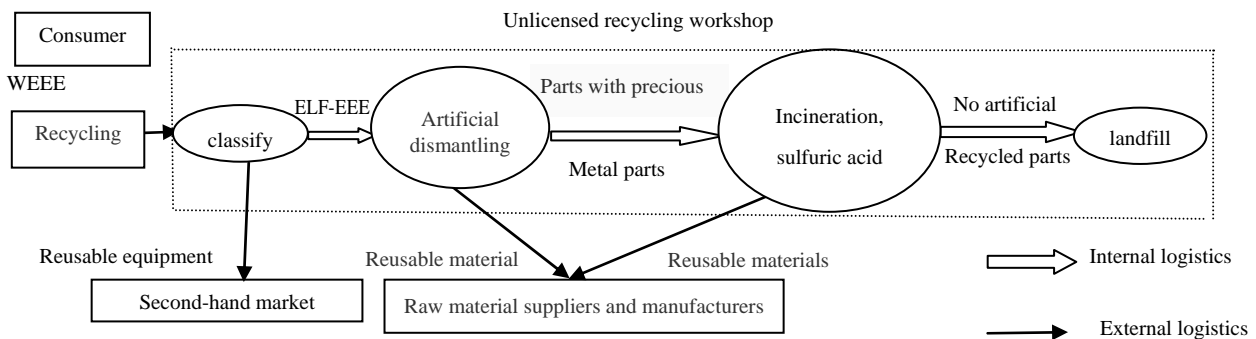 Unlicensed recycling workshop
Consumer
WEEE
Recycling
classify
ELF-EEE
Artificial
dismantling
Parts with precious
Metal parts
Incineration,
sulfuric acid
No artificial
Recycled parts
landfill
Reusable equipment
Reusable material
Reusable materials
Second-hand market
Raw material suppliers and manufacturers
Internal logistics
External logistics